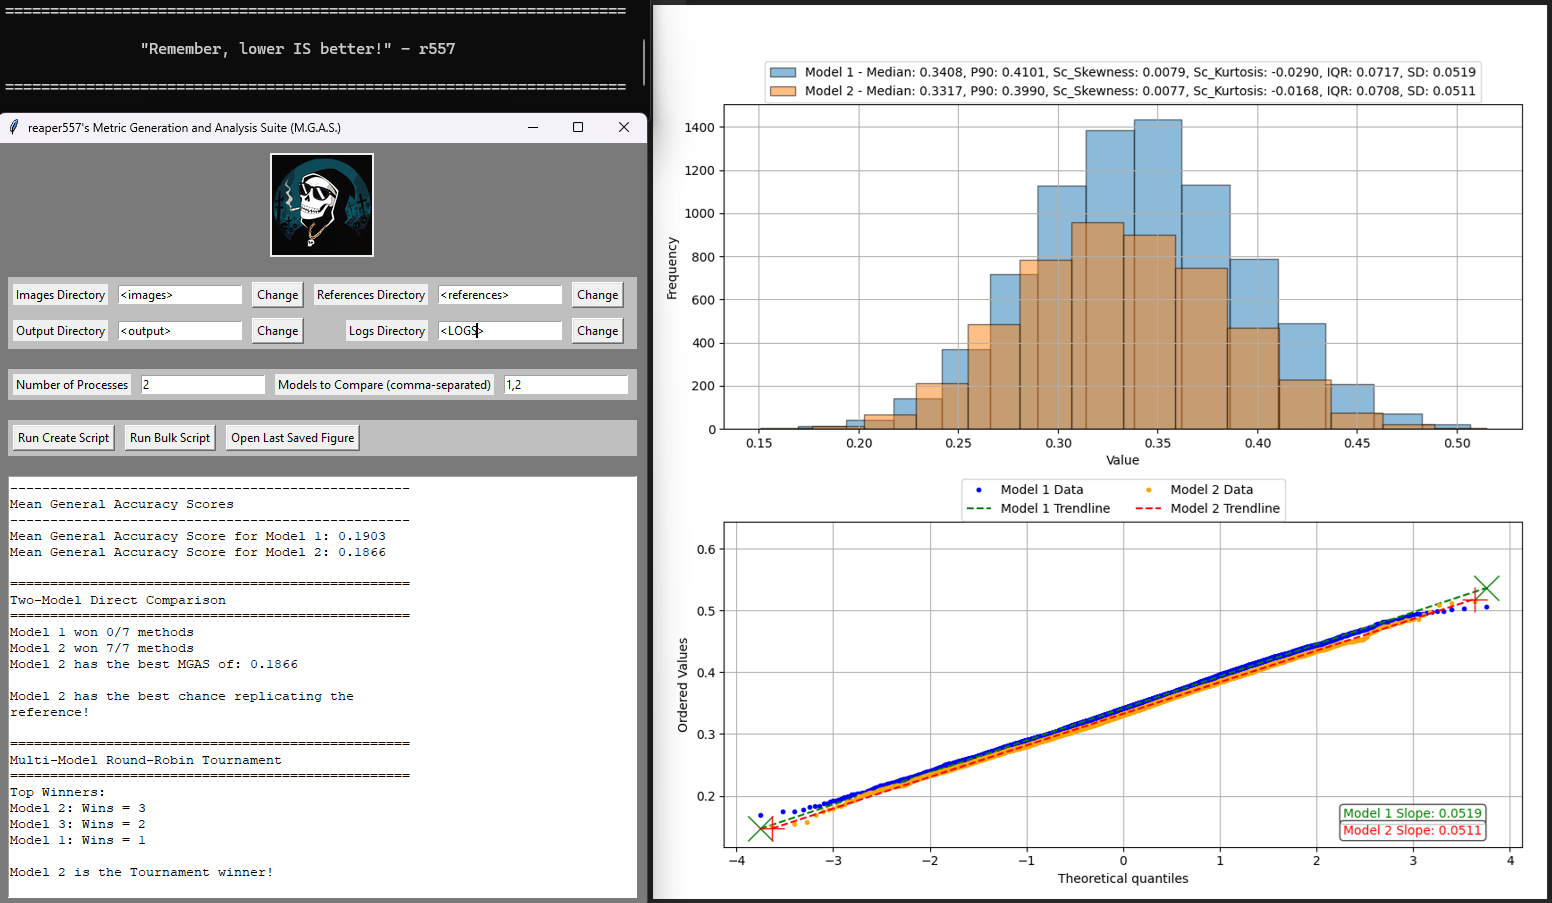 ==============================================================================
"Remember, lower IS better!" - r557
==============================================================================
reaper557's Metric Generation and Analysis Suite (M.G.A.S.)
Images Directory <images> Change References Directory <references> Change
Output Directory <output> Change Logs Directory <LOGS> Change
Number of Processes 2 Models to Compare (comma-separated) 1,2
Run Create Script Run Bulk Script Open Last Saved Figure
--------------------------------------------------
Mean General Accuracy Scores
--------------------------------------------------
Mean General Accuracy Score for Model 1: 0.1903
Mean General Accuracy Score for Model 2: 0.1866
==================================================
Two-Model Direct Comparison
==================================================
Model 1 won 0/7 methods
Model 2 won 7/7 methods
Model 2 has the best MGAS of: 0.1866
Model 2 has the best chance replicating the
reference!
==================================================
Multi-Model Round-Robin Tournament
==================================================
Top Winners:
Model 2: Wins = 3
Model 3: Wins = 2
Model 1: Wins = 1
Model 2 is the Tournament winner!
Model 1 - Median: 0.3408, P90: 0.4101, Sc_Skewness: 0.0079, Sc_Kurtosis: -0.0290, IQR: 0.0717, SD: 0.0519
Model 2 - Median: 0.3317, P90: 0.3990, Sc_Skewness: 0.0077, Sc_Kurtosis: -0.0168, IQR: 0.0708, SD: 0.0511
Frequency
1400
1200
1000
800
600
400
200
0
0.15 0.20 0.25 0.30 0.35 0.40 0.45 0.50
Value
Model 1 Data Model 2 Data
Model 1 Trendline Model 2 Trendline
Ordered Values
0.6
0.5
0.4
0.3
0.2
Model 1 Slope: 0.0519
Model 2 Slope: 0.0511
−4 −3 −2 −1 0 1 2 3 4
Theoretical quantiles